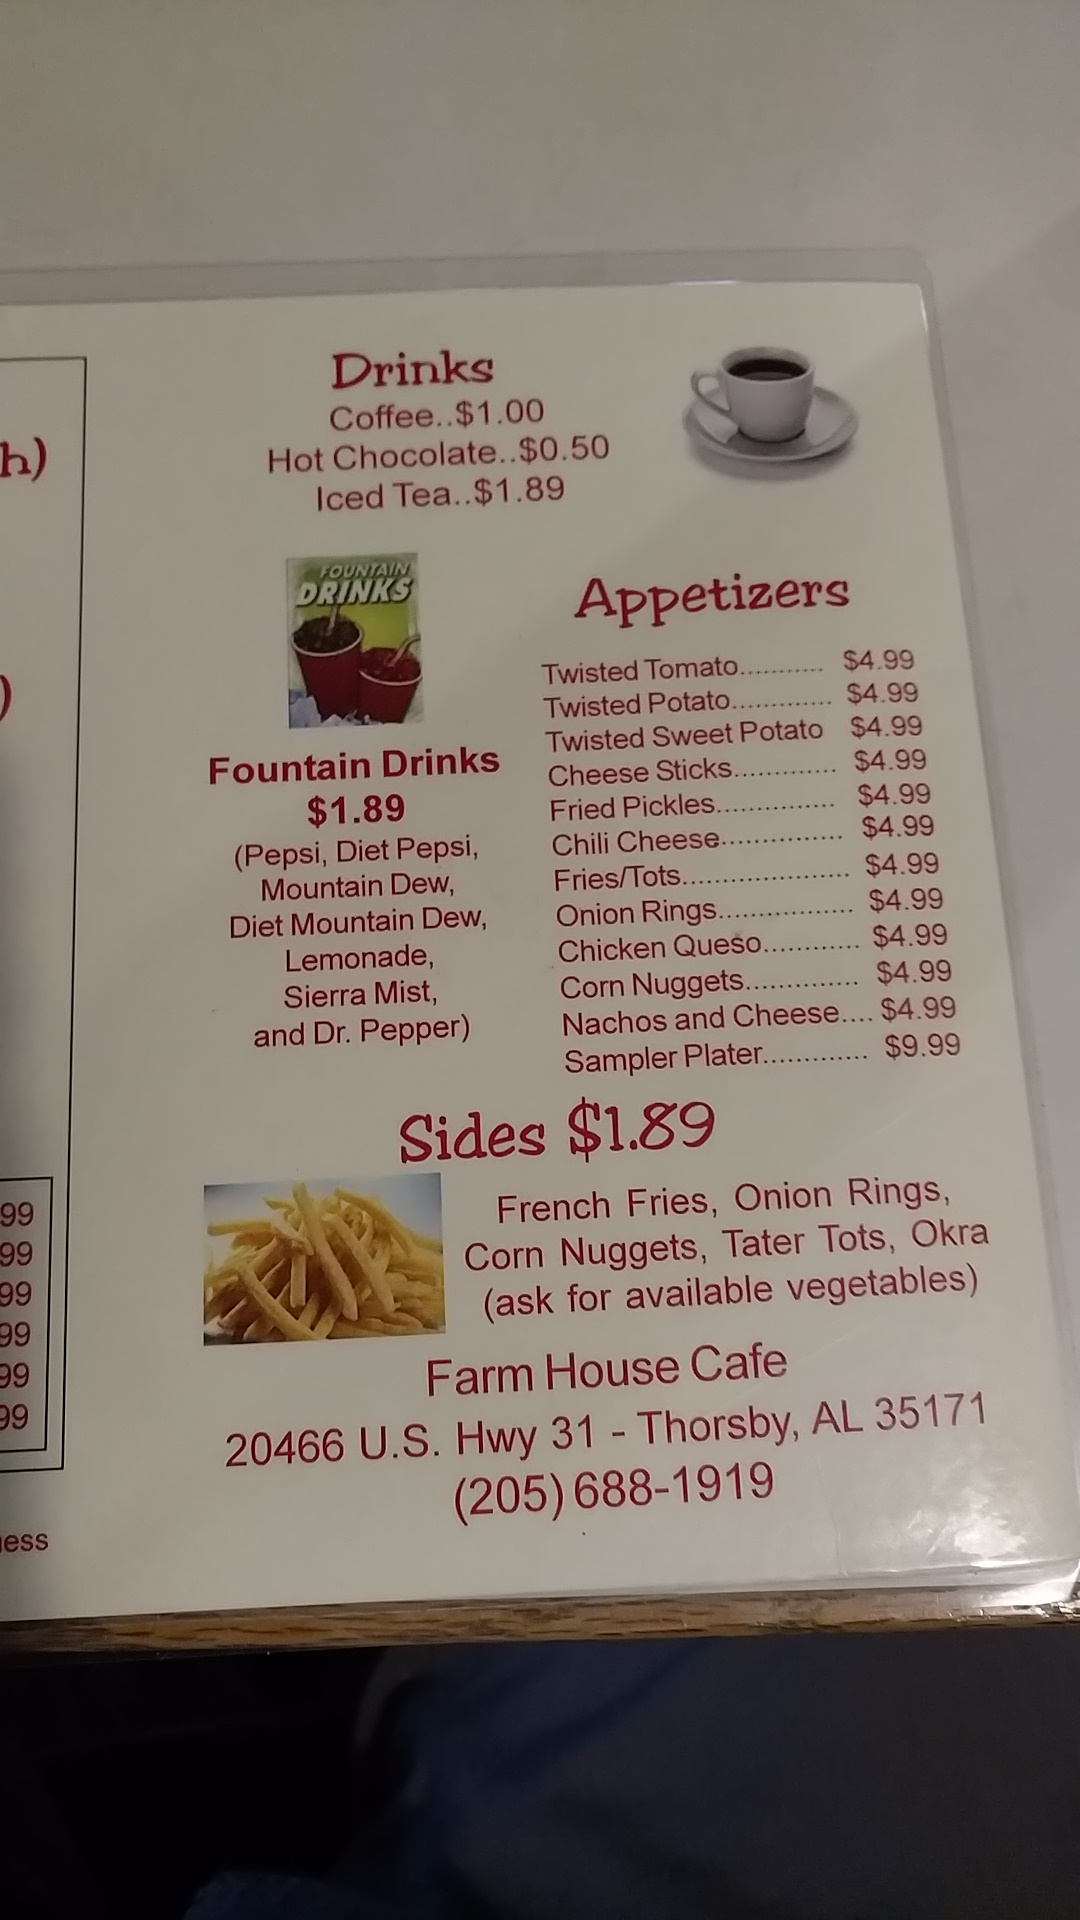 h)
)
99
99
99
99
99
99
ess
Drinks
Coffee..$1.00
Hot Chocolate..$0.50
Iced Tea..$1.89
FOUNTAIN
DRINKS
Fountain Drinks
$1.89
(Pepsi, Diet Pepsi,
Mountain Dew,
Diet Mountain Dew,
Lemonade,
Sierra Mist,
and Dr. Pepper)
Appetizers
Twisted Tomato........... $4.99
Twisted Potato............. $4.99
Twisted Sweet Potato $4.99
Cheese Sticks............. $4.99
Fried Pickles............... $4.99
Chili Cheese............... $4.99
Fries/Tots..................... $4.99
Onion Rings................. $4.99
Chicken Queso............ $4.99
Corn Nuggets.............. $4.99
Nachos and Cheese.... $4.99
Sampler Plater............. $9.99
Sides $1.89
French Fries, Onion Rings,
Corn Nuggets, Tater Tots, Okra
(ask for available vegetables)
Farm House Cafe
20466 U.S. Hwy 31 - Thorsby, AL 35171
(205) 688-1919